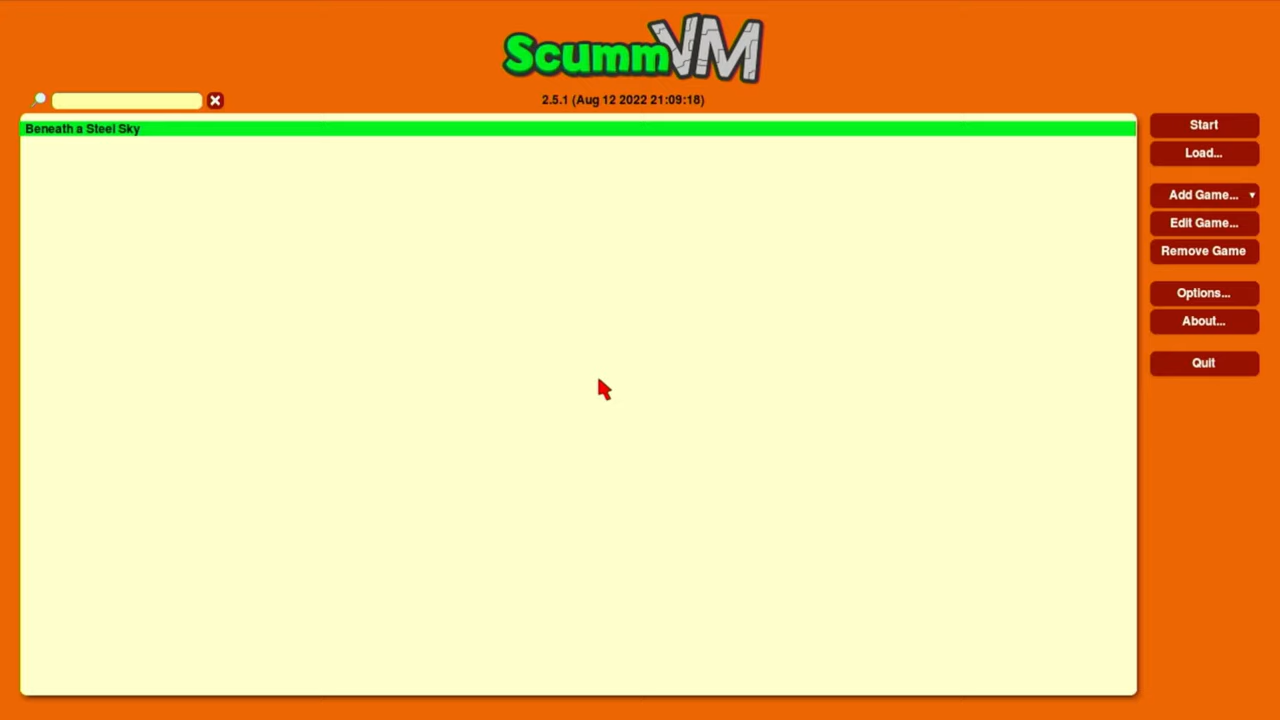 ScummVM
2.5.1 (Aug 12 2022 21:09:18)
Beneath a Steel Sky
Start
Load...
Add Game...
Edit Game...
Remove Game
Options...
About...
Quit